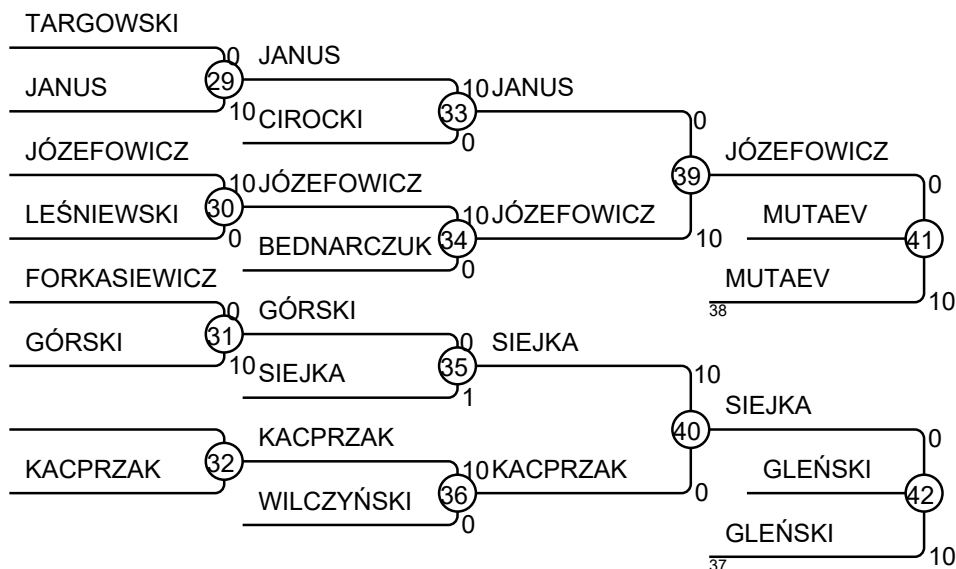 TARGOWSKI
0 JANUS
29
JANUS
10 JANUS
33
10 CIROCKI
0
0
JÓZEFOWICZ
JÓZEFOWICZ
39
10 JÓZEFOWICZ
0
30
LEŚNIEWSKI
10 JÓZEFOWICZ
MUTAEV
0
34
10
41
BEDNARCZUK
0
FORKASIEWICZ
MUTAEV
38
10
0 GÓRSKI
31
GÓRSKI
0 SIEJKA
35
10 SIEJKA
10
1
SIEJKA
40
KACPRZAK
0
KACPRZAK
32
10 KACPRZAK
GLEŃSKI
36
0
42
WILCZYŃSKI
0
GLEŃSKI
37
10